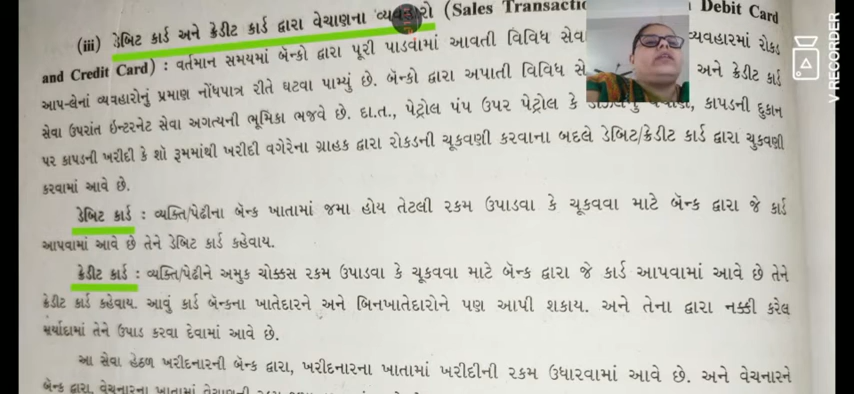 (iii) ડેબિટ કાર્ડ અને ક્રેડીટ કાર્ડ દ્વારા વેચાણના વ્યવહારો (Sales Debit Card
and Credit Card) : વર્તમાન સમયમાં બૅન્કો દ્વારા પૂરી પાડવામાં આવતી વિવિધ વ્યવહારમાં રોકડ
આપ-લેનાં વ્યવહારોનું પ્રમાણ નોંધપાત્ર રીતે ઘટવા પામ્યું છે. બૅન્કો દ્વારા અપાતી વિવિધ અને ક્રેડીટ કાર્ડ
સેવા ઉપરાંત ઇન્ટરનેટ સેવા અગત્યની ભૂમિકા ભજવે છે. દા.ત., પેટ્રોલ પંપ ઉપર પેટ્રોલ કે કાપડની દુકાન
પર કાપડની ખરીદી કે શૉ રૂમમાંથી ખરીદી વગેરેના ગ્રાહક દ્વારા રોકડની ચૂકવણી કરવાના બદલે ડેબિટ/ક્રેડીટ કાર્ડ દ્વારા ચુકવણી
કરવામાં આવે છે.
ડેબિટ કાર્ડ : વ્યક્તિ/પેઢીના બૅન્ક ખાતામાં જમા હોય તેટલી રકમ ઉપાડવા કે ચૂકવવા માટે બૅન્ક દ્વારા જે કાર્ડ
આપવામાં આવે છે તેને ડેબિટ કાર્ડ કહેવાય.
ક્રેડીટ કાર્ડ : વ્યક્તિ/પેઢીને અમુક ચોક્કસ રકમ ઉપાડવા કે ચૂકવવા માટે બૅન્ક દ્વારા જે કાર્ડ આપવામાં આવે છે તેને
ક્રેડીટ કાર્ડ કહેવાય. આવું કાર્ડ બૅન્કના ખાતેદારને અને બિનખાતેદારોને પણ આપી શકાય. અને તેના દ્વારા નક્કી કરેલ
મર્યાદામાં તેને ઉપાડ કરવા દેવામાં આવે છે.
આ સેવા હેઠળ ખરીદનારની બૅન્ક દ્વારા, ખરીદનારના ખાતામાં ખરીદીની રકમ ઉધારવામાં આવે છે. અને વેચનારને
બૅન્ક દ્વારા, વેચનારના ખાતામાં
V RECORDER